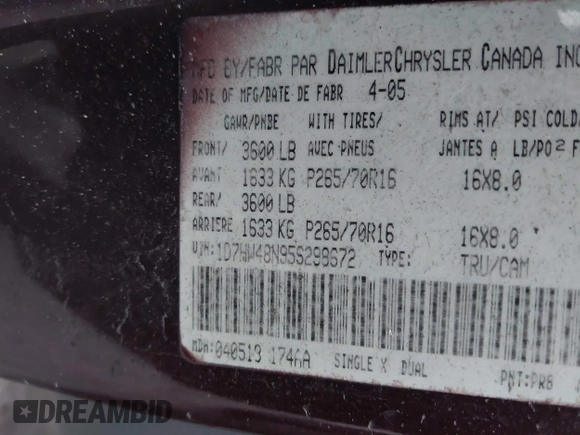 MFD BY/FABR PAR DAIMLERCHRYSLER CANADA INC
DATE OF MFG/DATE DE FABR 4-05
GAWR/PNBE WITH TIRES/ RIMS AT/ PSI COLD
FRONT/ 3600 LB AVEC PNEUS JANTES A LB/PO2 F
AVANT 1633 KG P265/70R16 16X8.0
REAR/ 3600 LB
ARRIERE 1633 KG P265/70R16 16X8.0
VIN: TYPE: TRU/CAM
MDH: 040513 1746A SINGLE X DUAL
PNT:PR8
DREAMBID